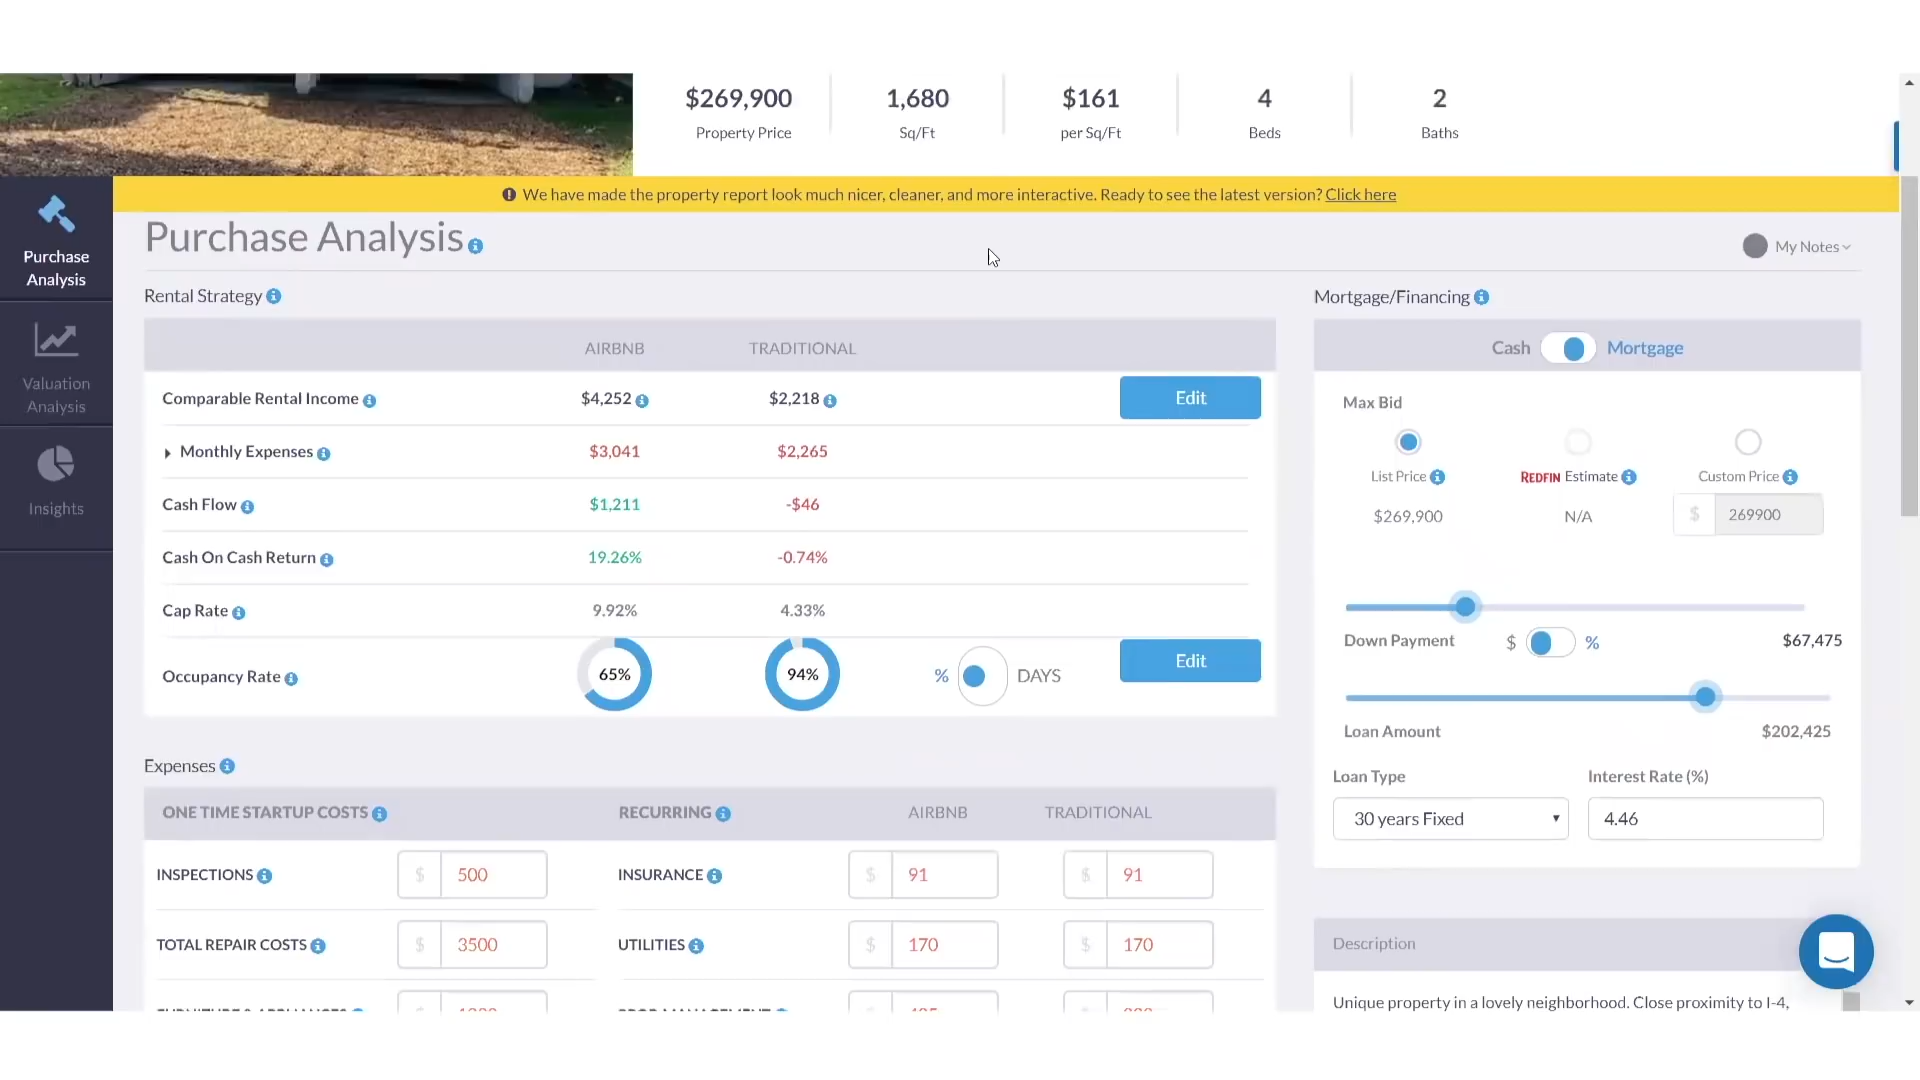 $269,900 1,680 $161 4 2
Property Price Sq/Ft per Sq/Ft Beds Baths
We have made the property report look much nicer, cleaner, and more interactive. Ready to see the latest version? Click here
Purchase Analysis
Valuation Analysis
Insights
Purchase Analysis
My Notes
Rental Strategy
AIRBNB TRADITIONAL
Comparable Rental Income $4,252 $2,218 Edit
Monthly Expenses $3,041 $2,265
Cash Flow $1,211 -$46
Cash On Cash Return 19.26% -0.74%
Cap Rate 9.92% 4.33%
Occupancy Rate 65% 94% % DAYS Edit
Mortgage/Financing
Cash Mortgage
Max Bid
List Price REDFIN Estimate Custom Price
$269,900 N/A $ 269900
Down Payment $ % $67,475
Loan Amount $202,425
Loan Type Interest Rate (%)
30 years Fixed 4.46
Expenses
ONE TIME STARTUP COSTS RECURRING AIRBNB TRADITIONAL
INSPECTIONS $ 500 INSURANCE $ 91 $ 91
TOTAL REPAIR COSTS $ 3500 UTILITIES $ 170 $ 170
Description
Unique property in a lovely neighborhood. Close proximity to I-4,